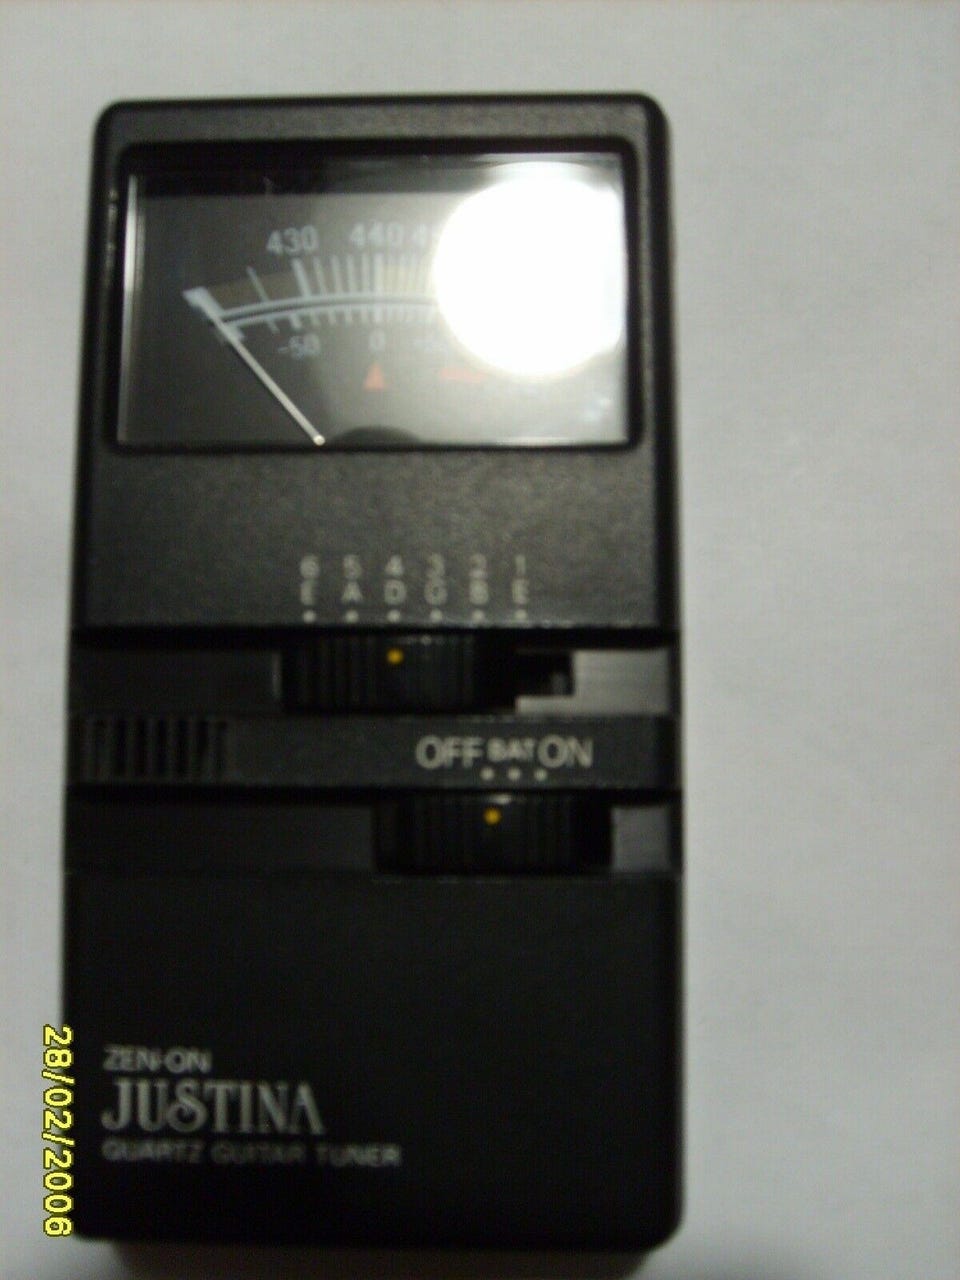 430 440
-50 0
6 5 4 3 2 1
E A D G B E
OFF BAT ON
ZEN-ON
JUSTINA
QUARTZ GUITAR TUNER
28/02/2006